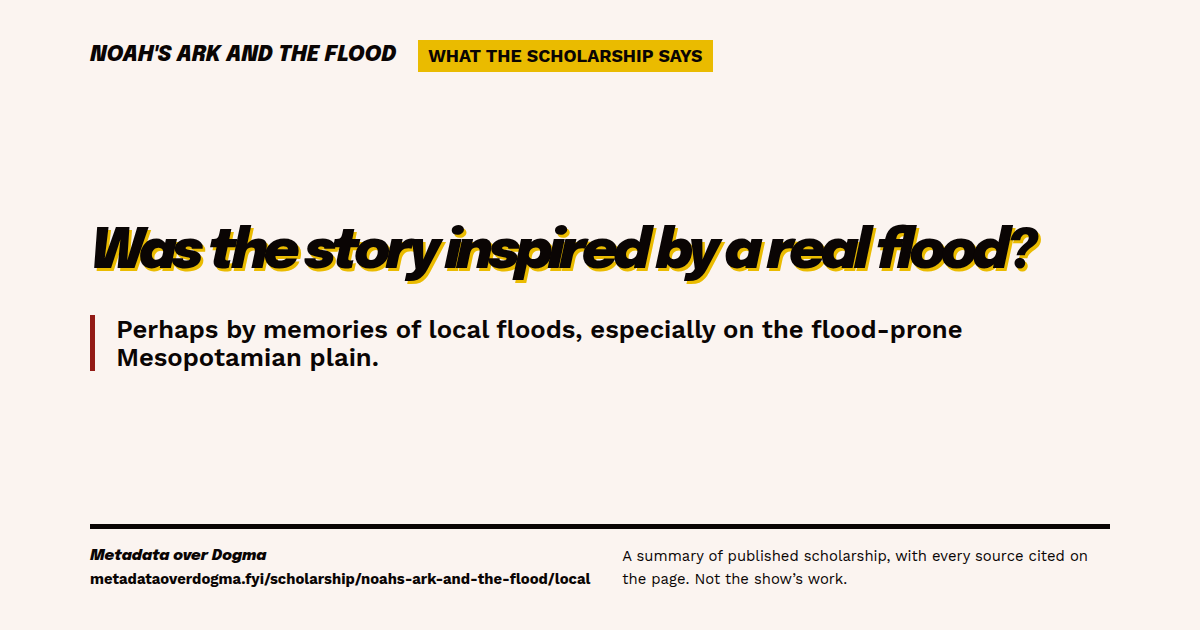 NOAH'S ARK AND THE FLOOD
WHAT THE SCHOLARSHIP SAYS
Was the story inspired by a real flood?
Perhaps by memories of local floods, especially on the flood-prone
Mesopotamian plain.
Metadata over Dogma
metadataoverdogma.fyi/scholarship/noahs-ark-and-the-flood/local
A summary of published scholarship, with every source cited on
the page. Not the show’s work.